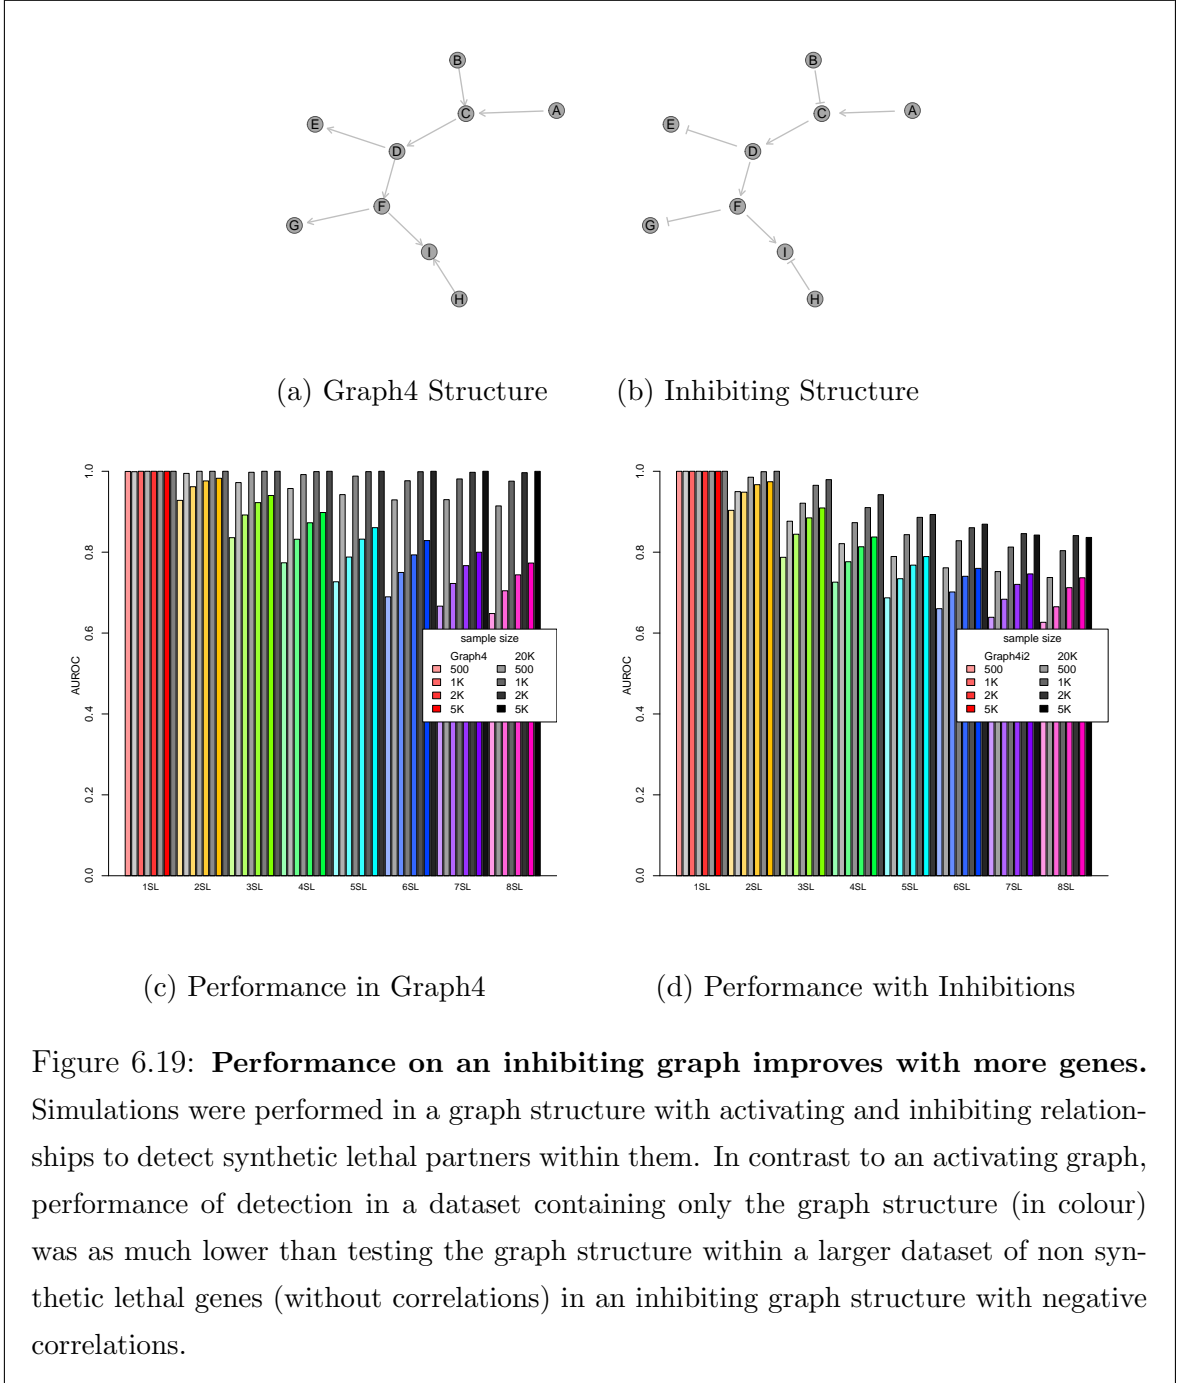 B
C
A
E
D
F
G
I
H
B
C
A
E
D
F
G
I
H
(a) Graph4 Structure
(b) Inhibiting Structure
AUROC
0.0
0.2
0.4
0.6
0.8
1.0
1SL 2SL 3SL 4SL 5SL 6SL 7SL 8SL
sample size
Graph4 20K
500 500
1K 1K
2K 2K
5K 5K
AUROC
0.0
0.2
0.4
0.6
0.8
1.0
1SL 2SL 3SL 4SL 5SL 6SL 7SL 8SL
sample size
Graph4i2 20K
500 500
1K 1K
2K 2K
5K 5K
(c) Performance in Graph4
(d) Performance with Inhibitions
Figure 6.19: Performance on an inhibiting graph improves with more genes.
Simulations were performed in a graph structure with activating and inhibiting relation-
ships to detect synthetic lethal partners within them. In contrast to an activating graph,
performance of detection in a dataset containing only the graph structure (in colour)
was as much lower than testing the graph structure within a larger dataset of non syn-
thetic lethal genes (without correlations) in an inhibiting graph structure with negative
correlations.